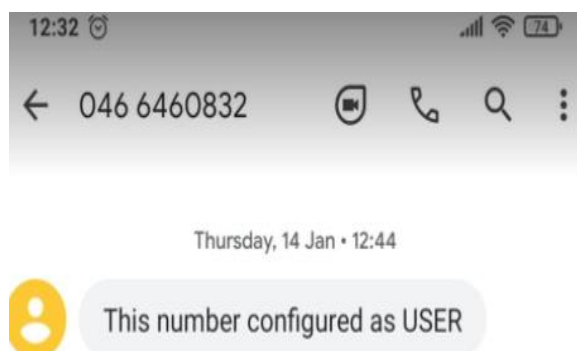 12:32 74
046 6460832
Thursday, 14 Jan • 12:44
This number configured as USER